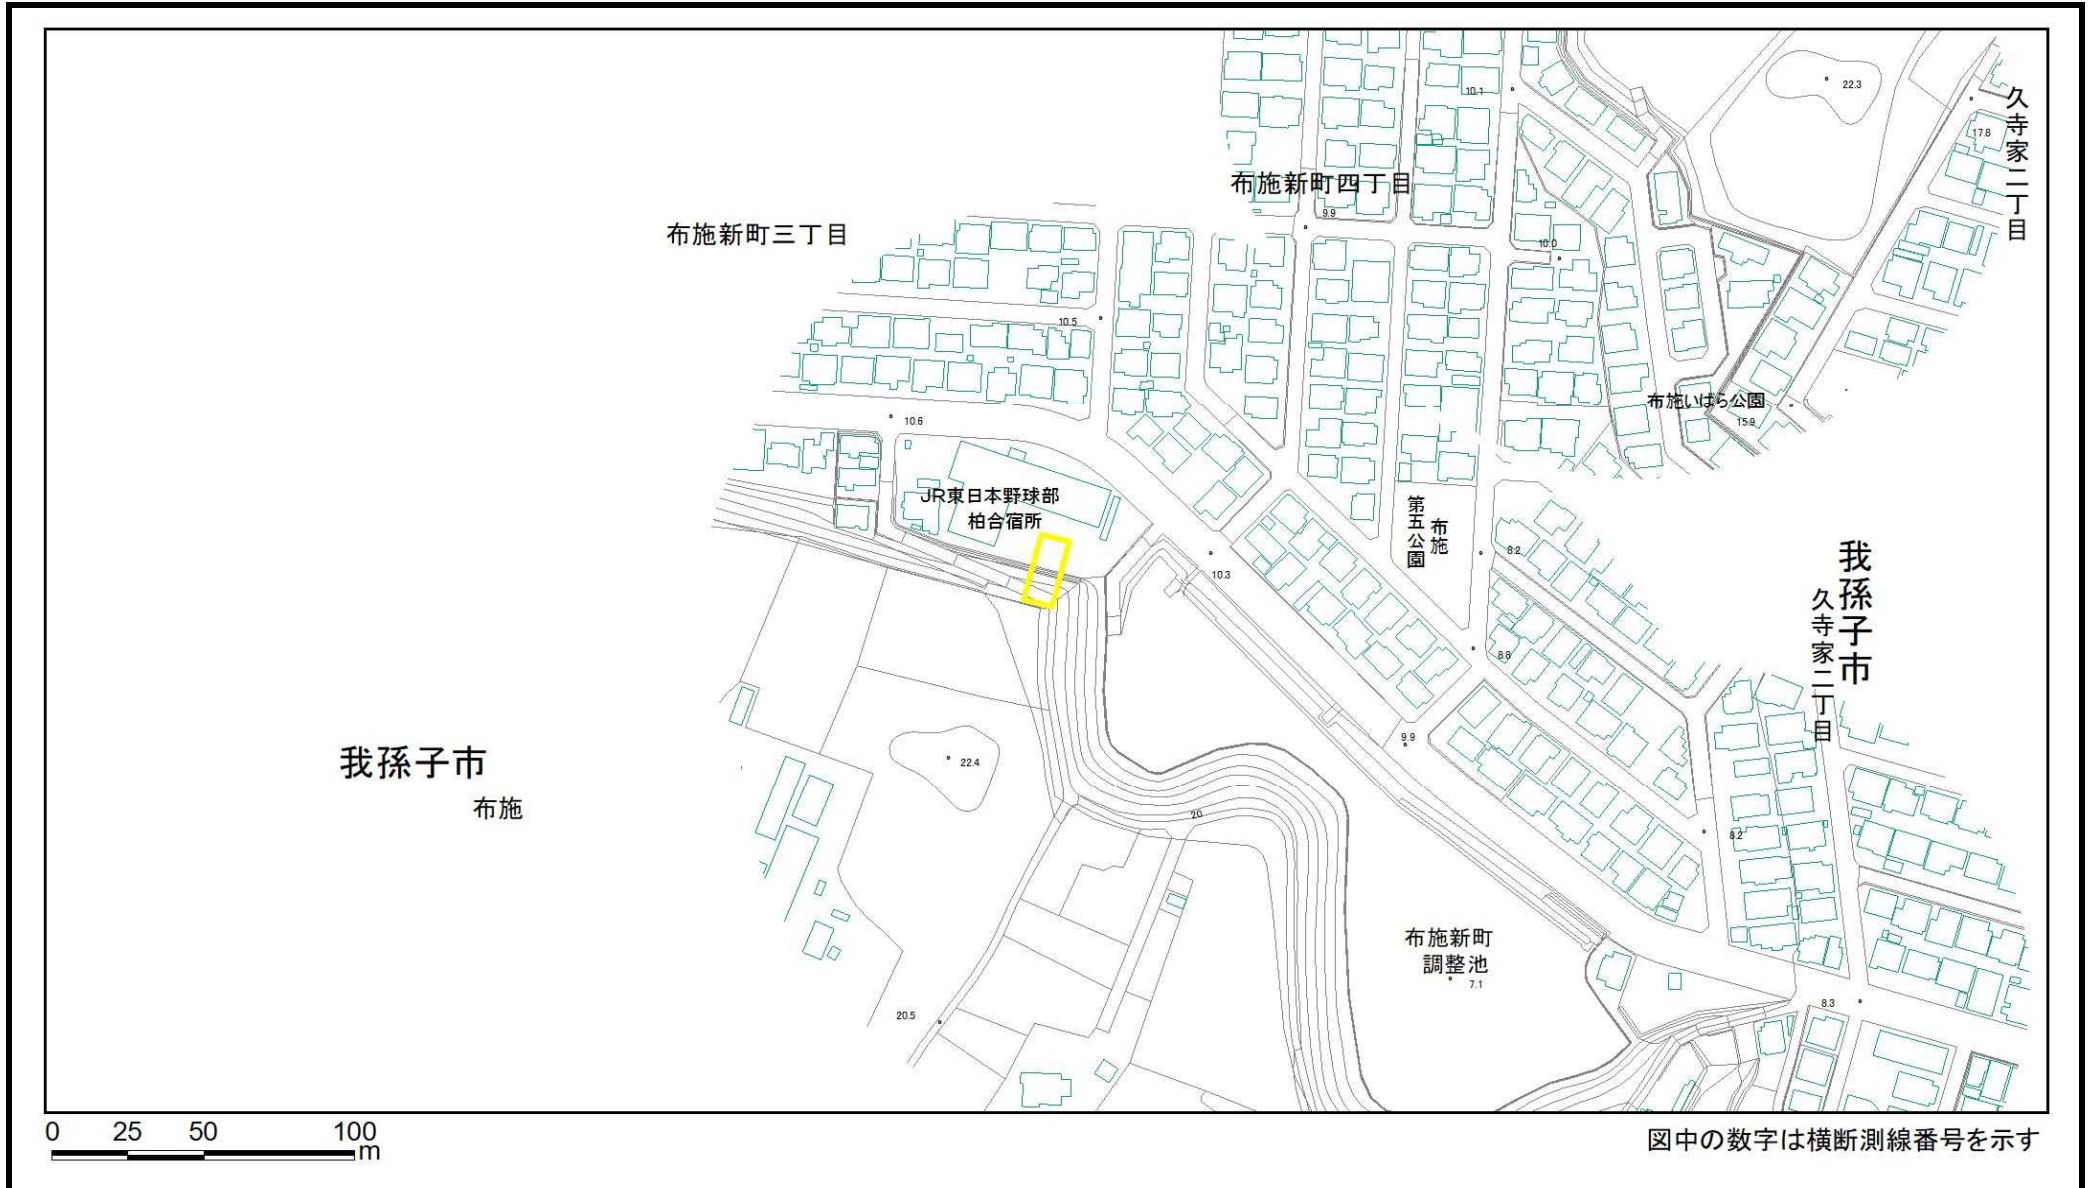 22.3
久寺家二丁目
10.1
17.8
布施新町四丁目
9.9
布施新町三丁目
10.0
10.5
布施いばら公園
15.9
10.6
JR東日本野球部
柏合宿所
布施
第五公園
8.2
10.3
我孫子市
久寺家二丁目
8.8
9.9
22.4
我孫子市
布施
20
8.2
布施新町
調整池
7.1
8.3
20.5
0 25 50 100
m
図中の数字は横断測線番号を示す